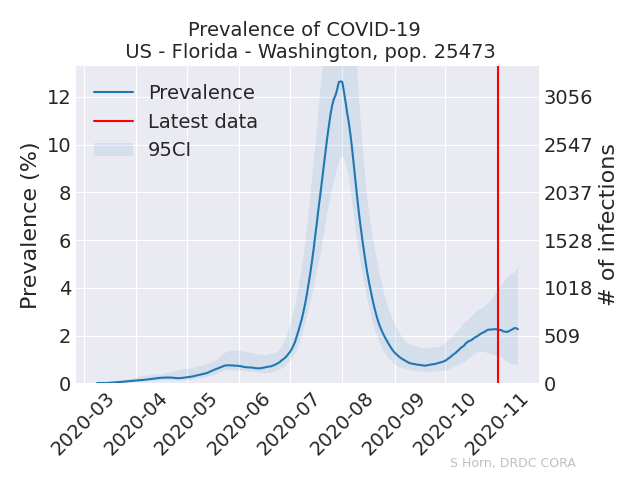 Prevalence of COVID-19
US - Florida - Washington, pop. 25473
Prevalence
Latest data
95CI
Prevalence (%)
12
10
8
6
4
2
0
3056
2547
2037
1528
1018
509
0
# of infections
2020-03
2020-04
2020-05
2020-06
2020-07
2020-08
2020-09
2020-10
2020-11
S Horn, DRDC CORA